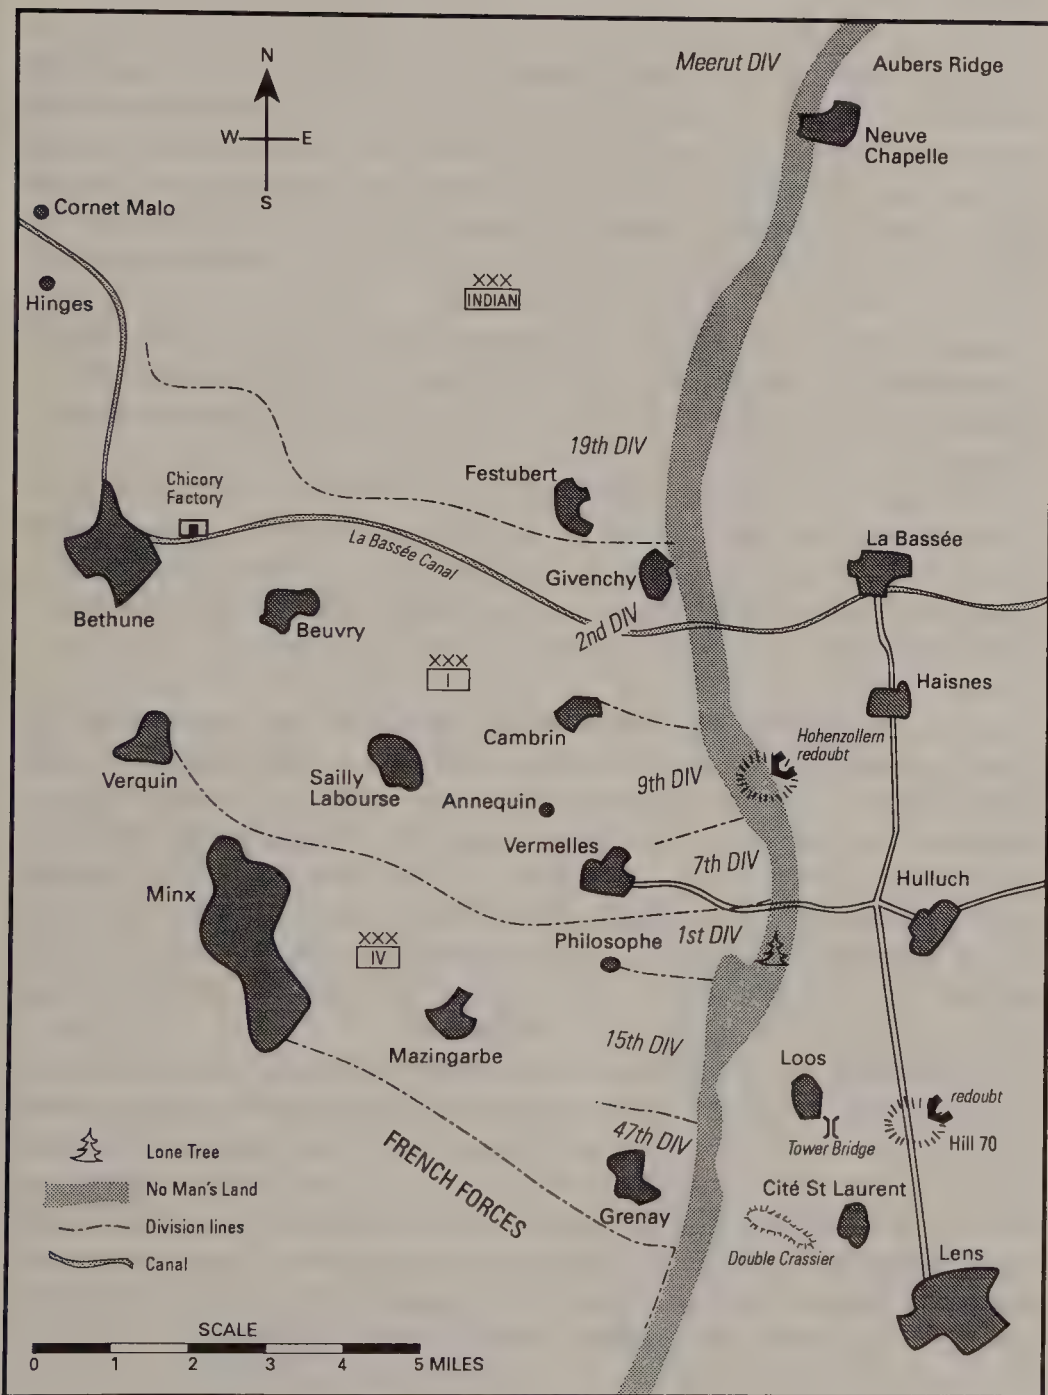 Meerut DIV
Aubers Ridge
N
W
E
S
Neuve
Chapelle
Cornet Malo
Hinges
XXX
INDIAN
19th DIV
Festubert
Chicory
Factory
La Bassée Canal
La Bassée
Givenchy
Bethune
Beuvry
2nd DIV
XXX
I
Haisnes
Cambrin
Hohenzollern
redoubt
Verquin
Sailly
Labourse
9th DIV
Annequin
Vermelles
7th DIV
Minx
Hulluch
XXX
IV
Philosophe
1st DIV
Mazingarbe
15th DIV
Loos
redoubt
47th DIV
Tower Bridge
Hill 70
Lone Tree
No Man's Land
FRENCH FORCES
Grenay
Cité St Laurent
Division lines
Double Crassier
Lens
Canal
SCALE
0 1 2 3 4 5 MILES